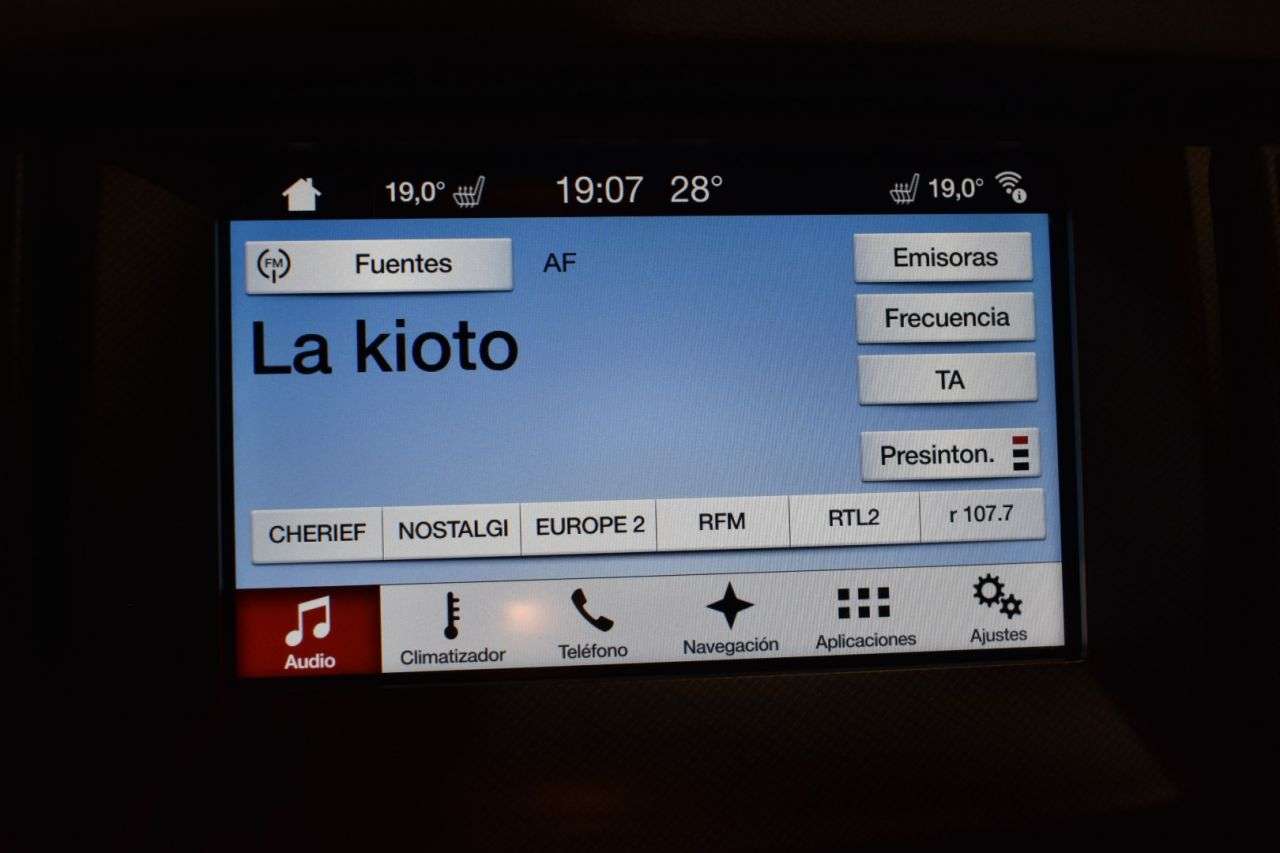 19,0° 19:07 28° 19,0°
FM Fuentes AF Emisoras
La kioto
Frecuencia
TA
Presinton.
CHERIEF NOSTALGI EUROPE 2 RFM RTL2 r 107.7
Audio Climatizador Teléfono Navegación Aplicaciones Ajustes